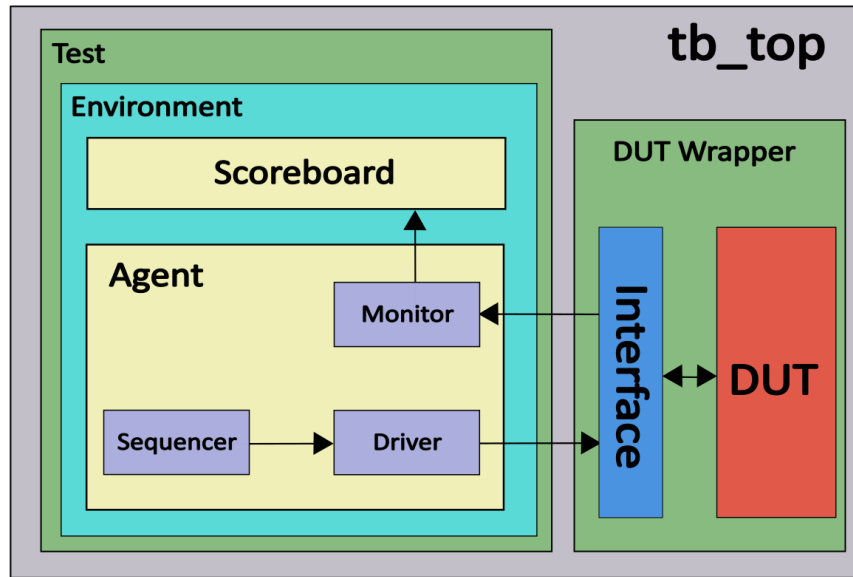 tb_top
Test
Environment
Scoreboard
Agent
Monitor
Sequencer
Driver
DUT Wrapper
Interface
DUT